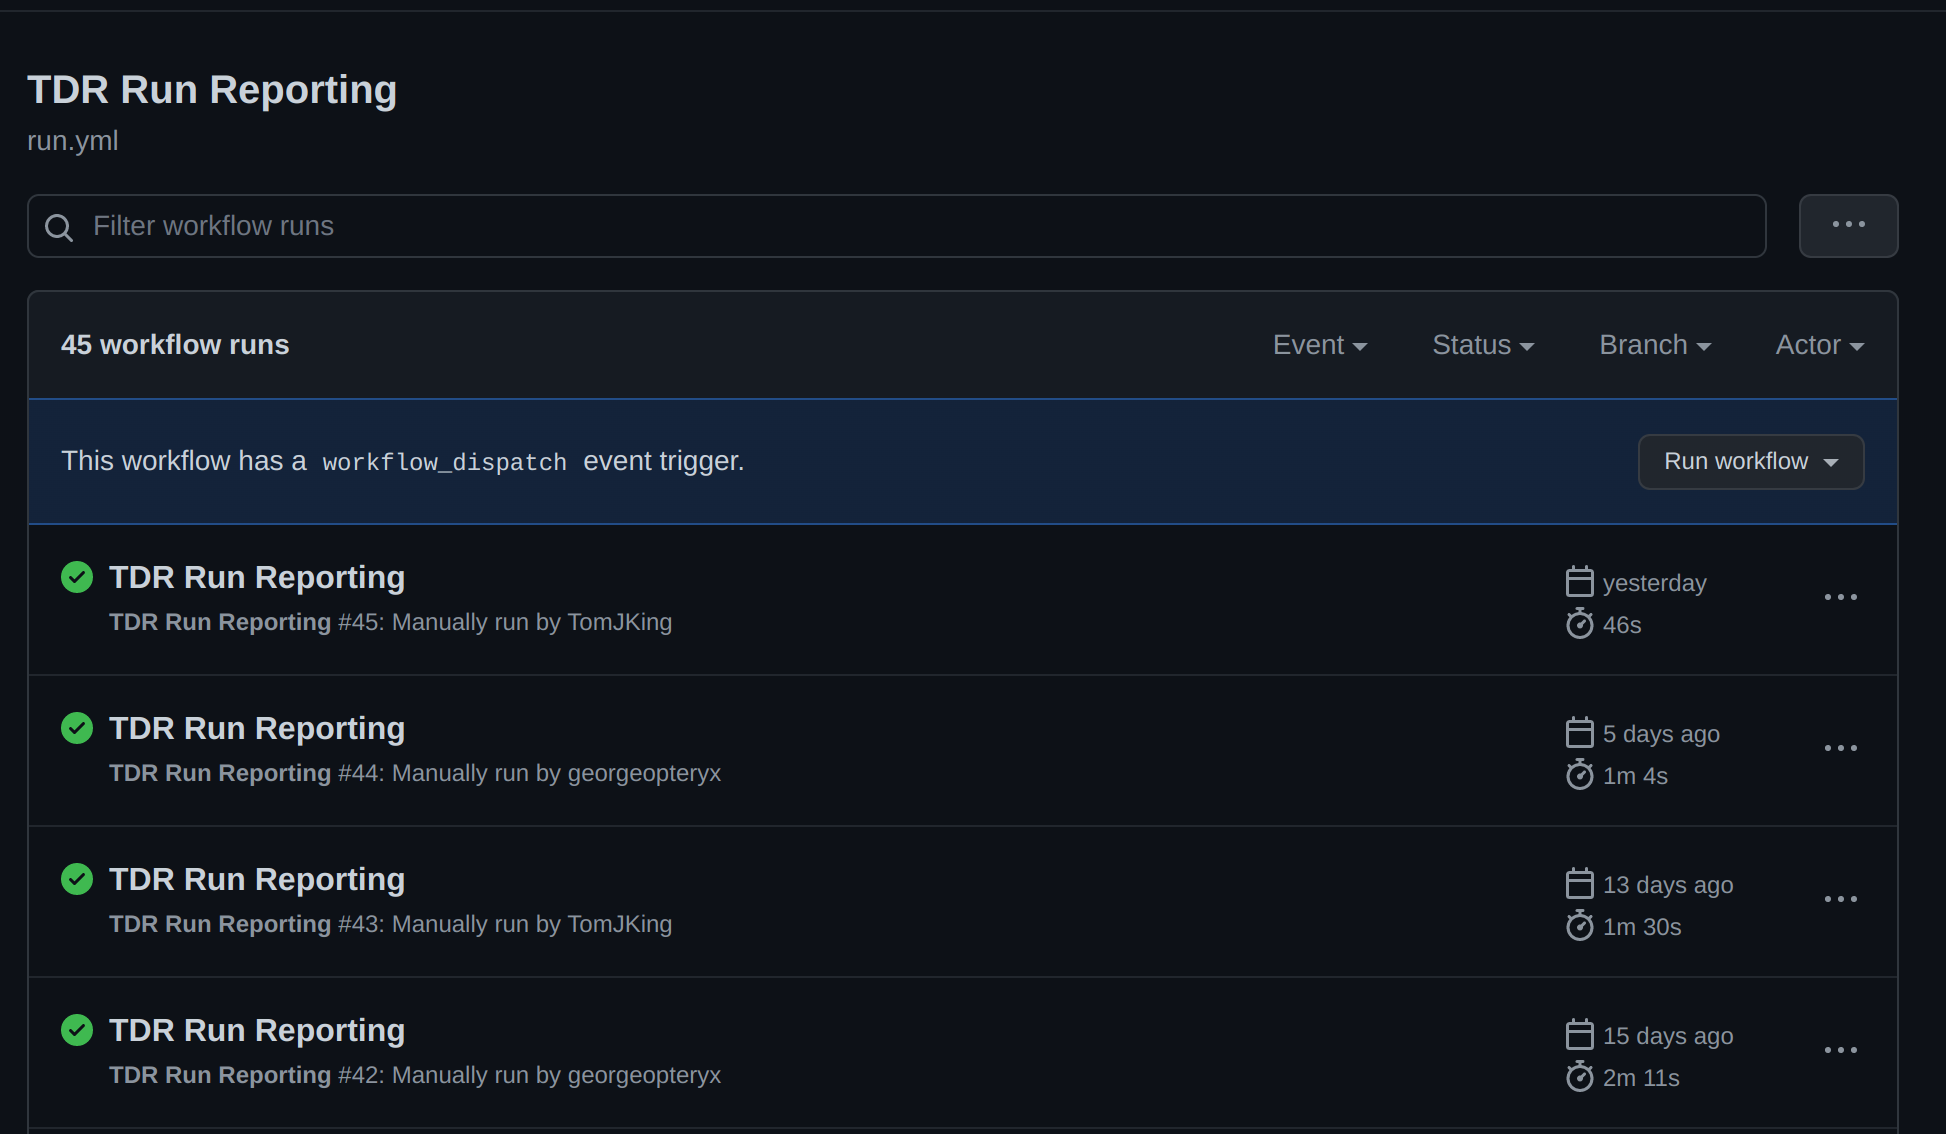 TDR Run Reporting
run.yml
Filter workflow runs
45 workflow runs Event Status Branch Actor
This workflow has a workflow_dispatch event trigger. Run workflow
TDR Run Reporting
yesterday
TDR Run Reporting #45: Manually run by TomJKing
46s
TDR Run Reporting
5 days ago
TDR Run Reporting #44: Manually run by georgeopteryx
1m 4s
TDR Run Reporting
13 days ago
TDR Run Reporting #43: Manually run by TomJKing
1m 30s
TDR Run Reporting
15 days ago
TDR Run Reporting #42: Manually run by georgeopteryx
2m 11s